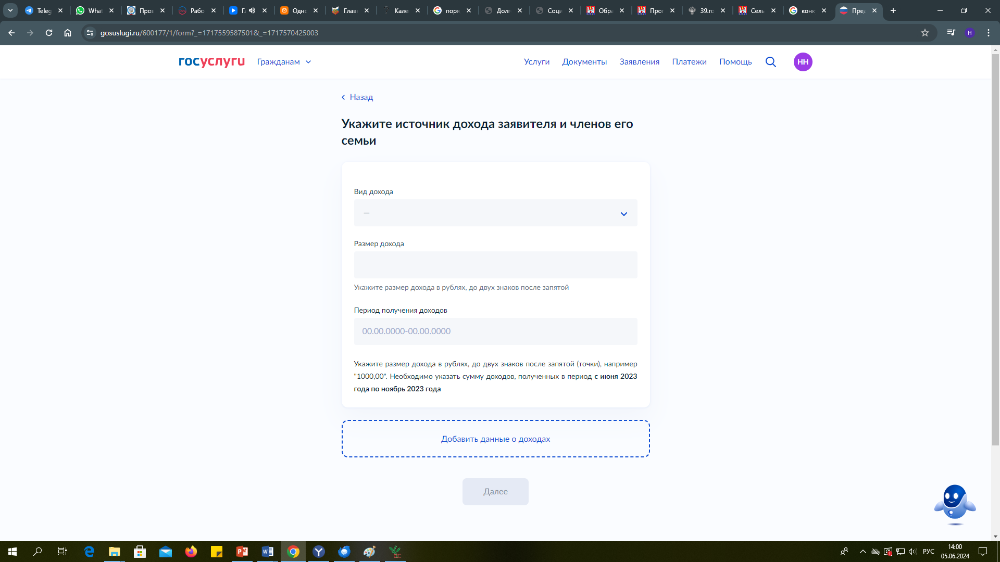 Teleg
What
Пров
Рабо
Г
Одно
Главн
Кале
поря
Долг
Соци
Обра
Прог
39.ro
Сель
конк
Пред
gosuslugi.ru/600177/1/form?_=1717559587501&_=1717570425003
Н
госуслуги
Гражданам
Услуги
Документы
Заявления
Платежи
Помощь
НН
Назад
Укажите источник дохода заявителя и членов его
семьи
Вид дохода
—
Размер дохода
Укажите размер дохода в рублях, до двух знаков после запятой
Период получения доходов
00.00.0000-00.00.0000
Укажите размер дохода в рублях, до двух знаков после запятой (точки), например
"1000,00". Необходимо указать сумму доходов, полученных в период с июня 2023
года по ноябрь 2023 года
Добавить данные о доходах
Далее
РУС
14:00
05.06.2024